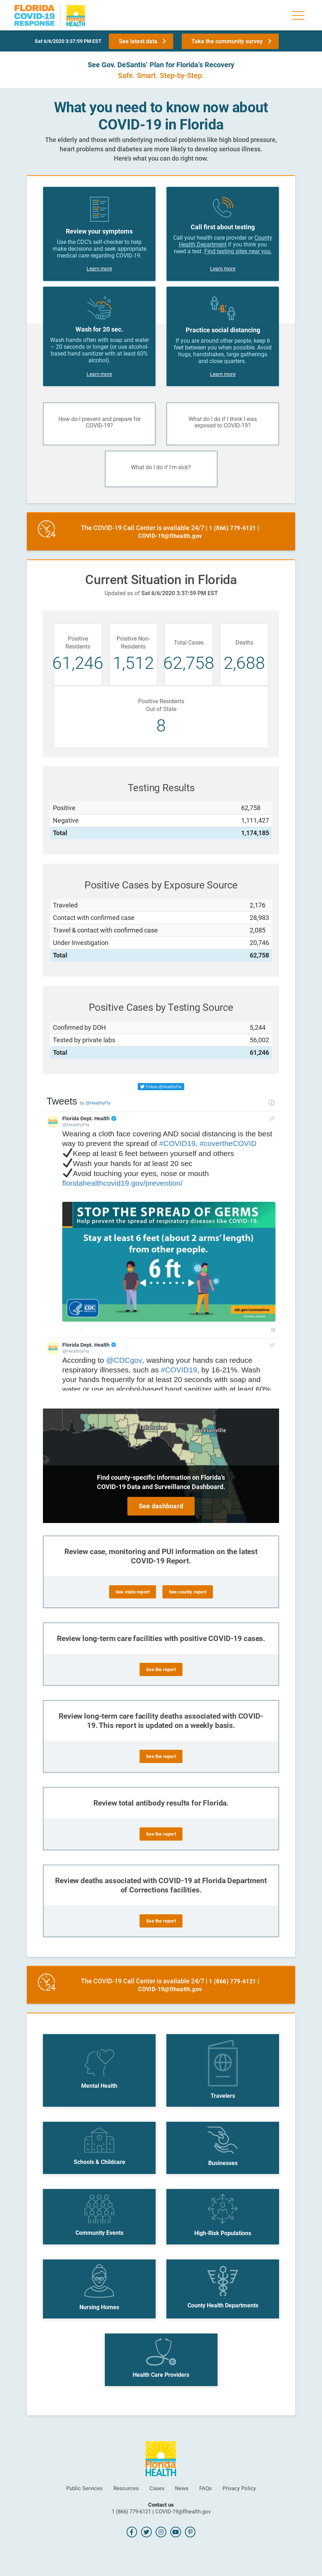 FLORIDA
COVID-19
RESPONSE
Florida
HEALTH
Sat 6/6/2020 3:37:59 PM EST
See latest data
Take the community survey
See Gov. DeSantis' Plan for Florida's Recovery
Safe. Smart. Step-by-Step.
What you need to know now about
COVID-19 in Florida
The elderly and those with underlying medical problems like high blood pressure,
heart problems and diabetes are more likely to develop serious illness.
Here's what you can do right now.
Review your symptoms
Use the CDC's self-checker to help
make decisions and seek appropriate
medical care regarding COVID-19.
Learn more
Call first about testing
Call your health care provider or County
Health Department if you think you
need a test. Find testing sites near you.
Learn more
Wash for 20 sec.
Wash hands often with soap and water
– 20 seconds or longer (or use alcohol-
based hand sanitizer with at least 60%
alcohol).
Learn more
6'
Practice social distancing
If you are around other people, keep 6
feet between you when possible. Avoid
hugs, handshakes, large gatherings
and close quarters.
Learn more
How do I prevent and prepare for
COVID-19?
What do I do if I think I was
exposed to COVID-19?
What do I do if I'm sick?
24
The COVID-19 Call Center is available 24/7 | 1 (866) 779-6121 |
COVID-19@flhealth.gov
Current Situation in Florida
Updated as of Sat 6/6/2020 3:37:59 PM EST
Positive
Residents
61,246
Positive Non-
Residents
1,512
Total Cases
62,758
Deaths
2,688
Positive Residents
Out of State
8
Testing Results
Positive 62,758
Negative 1,111,427
Total 1,174,185
Positive Cases by Exposure Source
Traveled 2,176
Contact with confirmed case 28,983
Travel & contact with confirmed case 2,085
Under Investigation 20,746
Total 62,758
Positive Cases by Testing Source
Confirmed by DOH 5,244
Tested by private labs 56,002
Total 61,246
Follow @HealthyFla
Tweets by @HealthyFla
Florida Dept. Health
@HealthyFla
Wearing a cloth face covering AND social distancing is the best
way to prevent the spread of #COVID19. #covertheCOVID
✔Keep at least 6 feet between yourself and others
✔Wash your hands for at least 20 sec
✔Avoid touching your eyes, nose or mouth
floridahealthcovid19.gov/prevention/
STOP THE SPREAD OF GERMS
Help prevent the spread of respiratory diseases like COVID-19.
Stay at least 6 feet (about 2 arms' length)
from other people.
6 ft
CDC
cdc.gov/coronavirus
Florida Dept. Health
@HealthyFla
According to @CDCgov, washing your hands can reduce
respiratory illnesses, such as #COVID19, by 16-21%. Wash
your hands frequently for at least 20 seconds with soap and
water or use an alcohol-based hand sanitizer with at least 60%
Tallahassee
Jacksonville
Find county-specific information on Florida's
COVID-19 Data and Surveillance Dashboard.
See dashboard
Review case, monitoring and PUI information on the latest
COVID-19 Report.
See state report
See county report
Review long-term care facilities with positive COVID-19 cases.
See the report
Review long-term care facility deaths associated with COVID-
19. This report is updated on a weekly basis.
See the report
Review total antibody results for Florida.
See the report
Review deaths associated with COVID-19 at Florida Department
of Corrections facilities.
See the report
24
The COVID-19 Call Center is available 24/7 | 1 (866) 779-6121 |
COVID-19@flhealth.gov
Mental Health
Travelers
Schools & Childcare
Businesses
Community Events
High-Risk Populations
Nursing Homes
County Health Departments
Health Care Providers
Florida
HEALTH
Public Services Resources Cases News FAQs Privacy Policy
Contact us
1 (866) 779-6121 | COVID-19@flhealth.gov